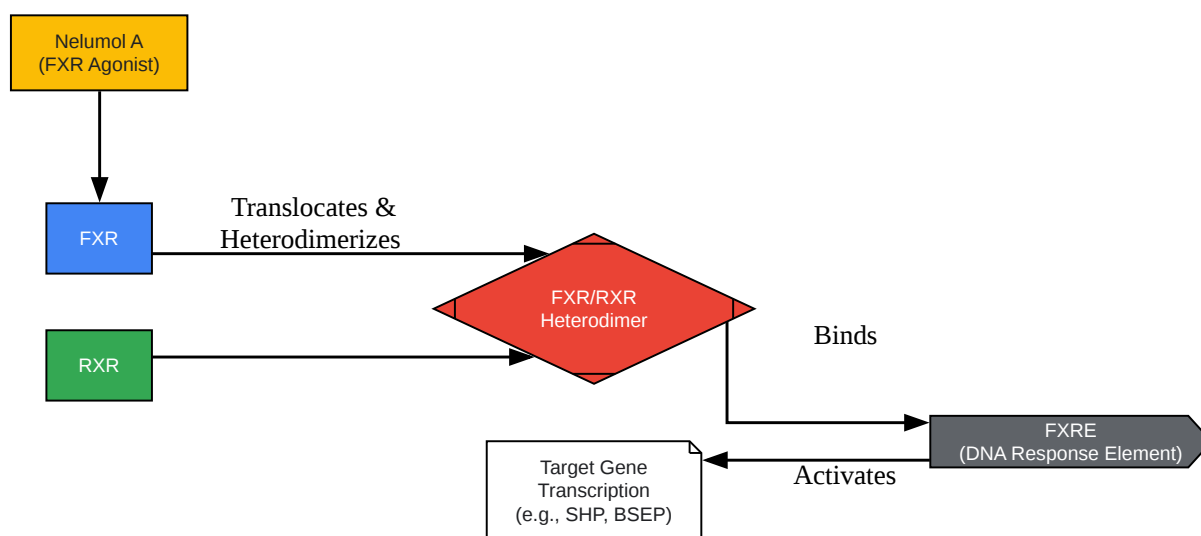 Nelumol A
(FXR Agonist)
FXR
Translocates &
Heterodimerizes
RXR
FXR/RXR
Heterodimer
Binds
FXRE
(DNA Response Element)
Activates
Target Gene
Transcription
(e.g., SHP, BSEP)